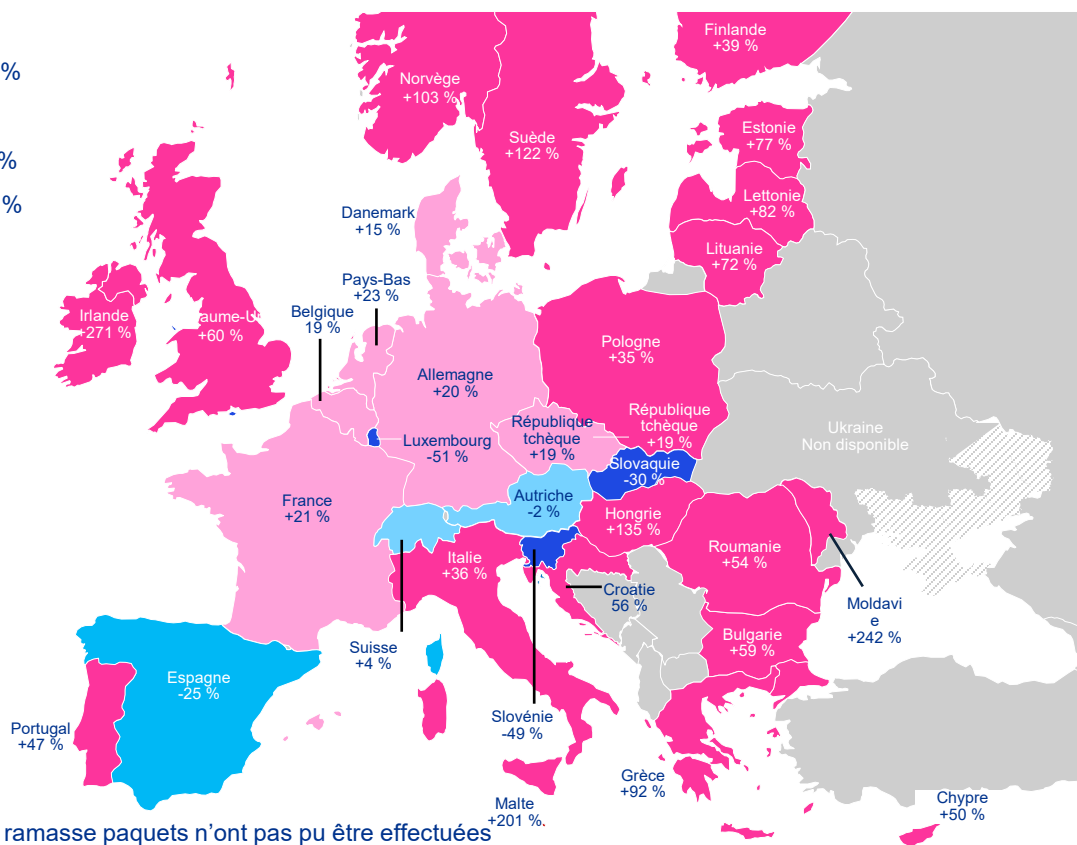 %
%
%
Finlande
+39 %
Norvège
+103 %
Suède
+122 %
Estonie
+77 %
Lettonie
+82 %
Lituanie
+72 %
Danemark
+15 %
Pays-Bas
+23 %
Belgique
19 %
Irlande
+271 %
aume-U
+60 %
Pologne
+35 %
Allemagne
+20 %
République
tchèque
+19 %
République
tchèque
+19 %
Ukraine
Non disponible
Luxembourg
-51 %
Slovaquie
-30 %
France
+21 %
Autriche
-2 %
Hongrie
+135 %
Roumanie
+54 %
Italie
+36 %
Croatie
56 %
Moldavi
e
+242 %
Bulgarie
+59 %
Suisse
+4 %
Espagne
-25 %
Portugal
+47 %
Slovénie
-49 %
Grèce
+92 %
Malte
+201 %.
Chypre
+50 %
ramasse paquets n’ont pas pu être effectuées